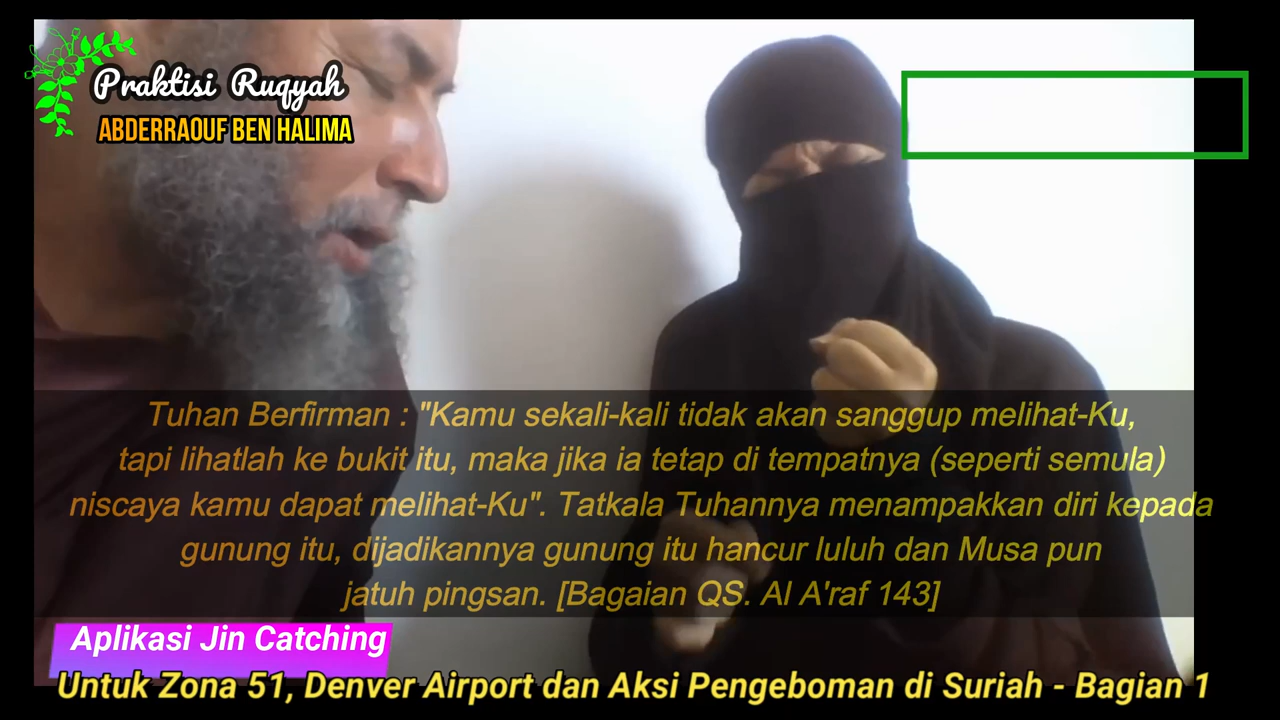 Praktisi Ruqyah
ABDERRAOUF BEN HALIMA
Tuhan Berfirman : "Kamu sekali-kali tidak akan sanggup melihat-Ku,
tapi lihatlah ke bukit itu, maka jika ia tetap di tempatnya (seperti semula)
niscaya kamu dapat melihat-Ku". Tatkala Tuhannya menampakkan diri kepada
gunung itu, dijadikannya gunung itu hancur luluh dan Musa pun
jatuh pingsan. [Bagaian QS. Al A'raf 143]
Aplikasi Jin Catching
Untuk Zona 51, Denver Airport dan Aksi Pengeboman di Suriah - Bagian 1